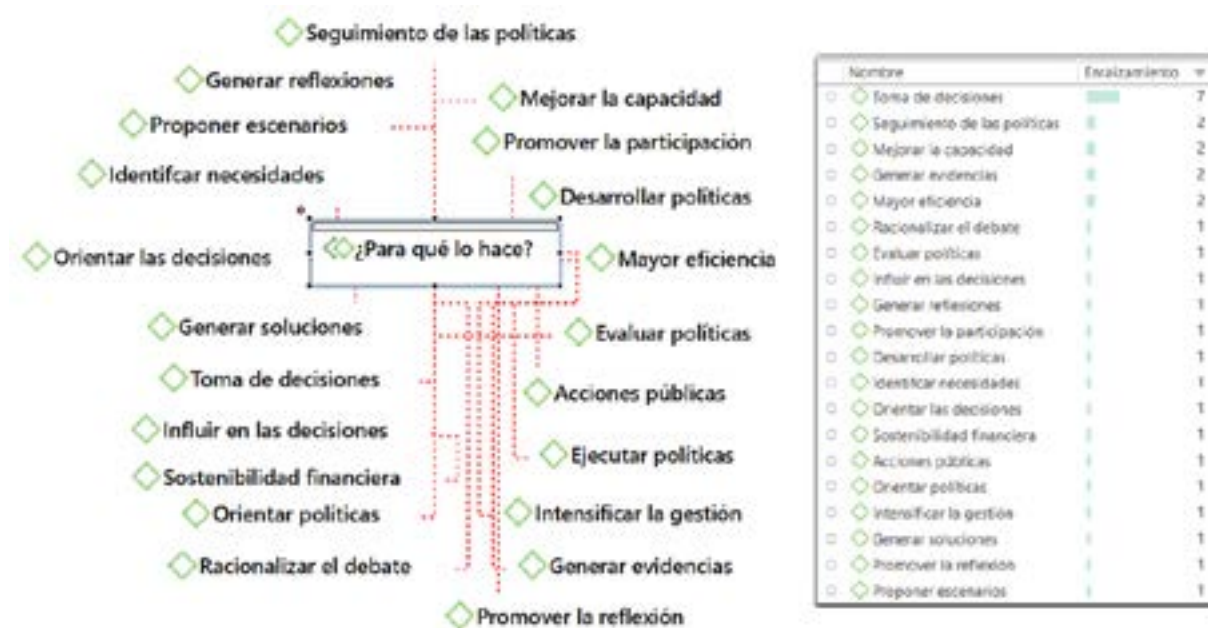 Seguimiento de las políticas
Generar reflexiones
Mejorar la capacidad
Proponer escenarios
Promover la participación
Identifcar necesidades
Desarrollar políticas
¿Para qué lo hace?
Orientar las decisiones
Mayor eficiencia
Generar soluciones
Evaluar políticas
Toma de decisiones
Acciones públicas
Influir en las decisiones
Ejecutar políticas
Sostenibilidad financiera
Orientar políticas
Intensificar la gestión
Racionalizar el debate
Generar evidencias
Promover la reflexión
Nombre Enraizamiento
Toma de decisiones 7
Seguimiento de las políticas 2
Mejorar la capacidad 2
Generar evidencias 2
Mayor eficiencia 2
Racionalizar el debate 1
Evaluar políticas 1
Influir en las decisiones 1
Generar reflexiones 1
Promover la participación 1
Desarrollar políticas 1
Identifcar necesidades 1
Orientar las decisiones 1
Sostenibilidad financiera 1
Acciones públicas 1
Orientar políticas 1
Intensificar la gestión 1
Generar soluciones 1
Promover la reflexión 1
Proponer escenarios 1